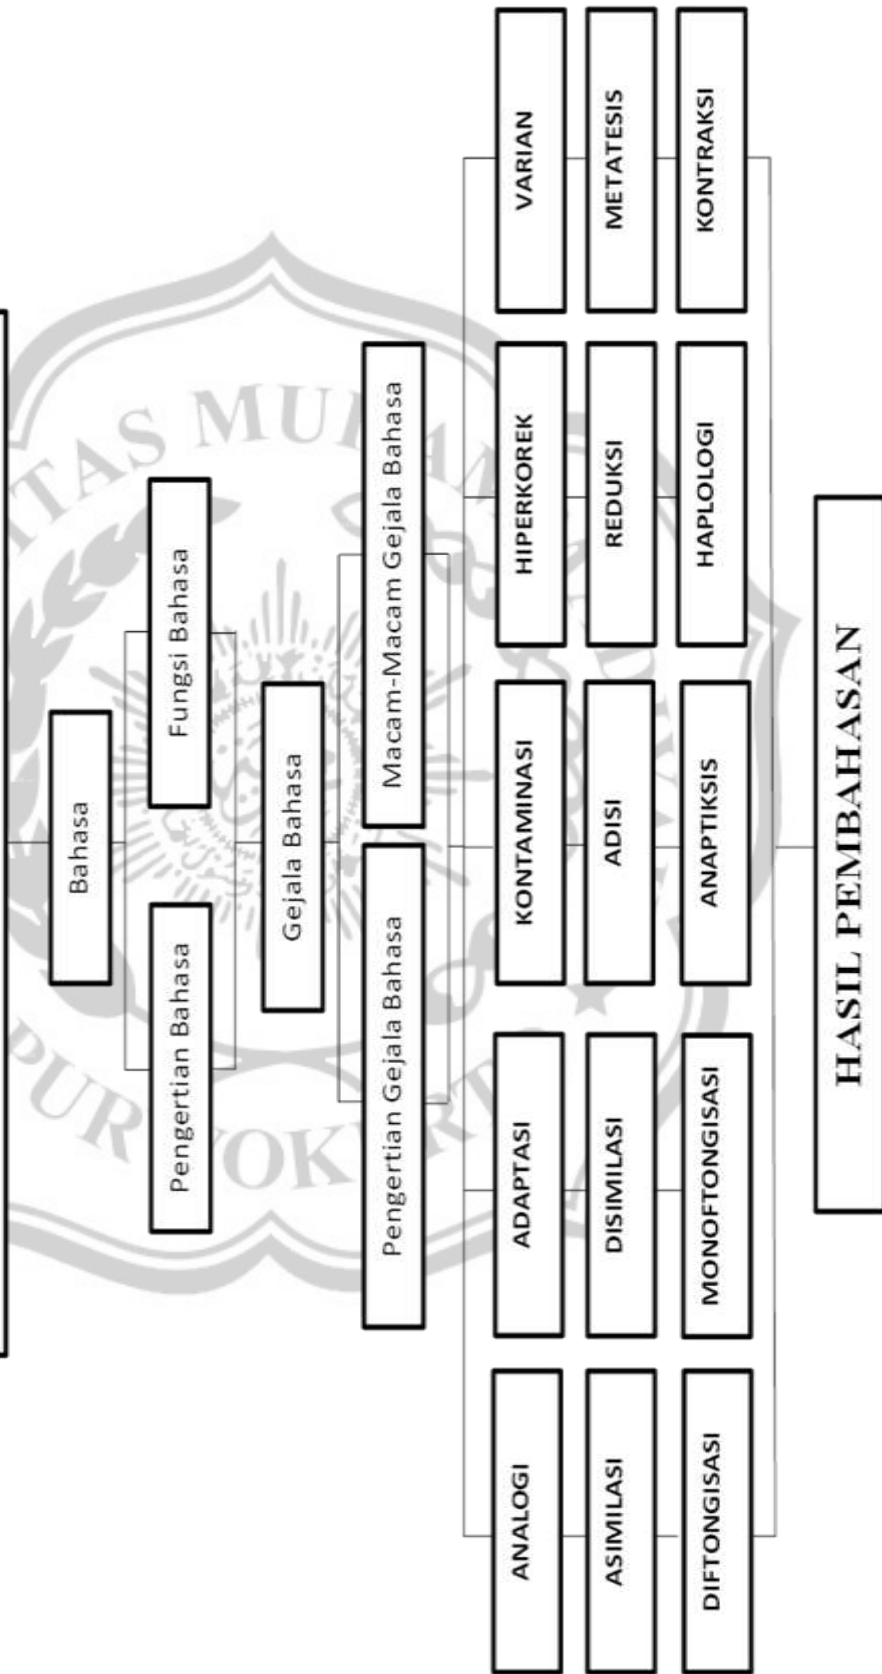 Bahasa
Pengertian Bahasa
Fungsi Bahasa
Gejala Bahasa
Pengertian Gejala Bahasa
Macam-Macam Gejala Bahasa
ANALOGI
ADAPTASI
KONTAMINASI
HIPERKOREK
VARIAN
ASIMILASI
DISIMILASI
ADISI
REDUKSI
METATESIS
DIFTONGISASI
MONOFTONGISASI
ANAPTIKSIS
HAPLOLOGI
KONTRAKSI
HASIL PEMBAHASAN